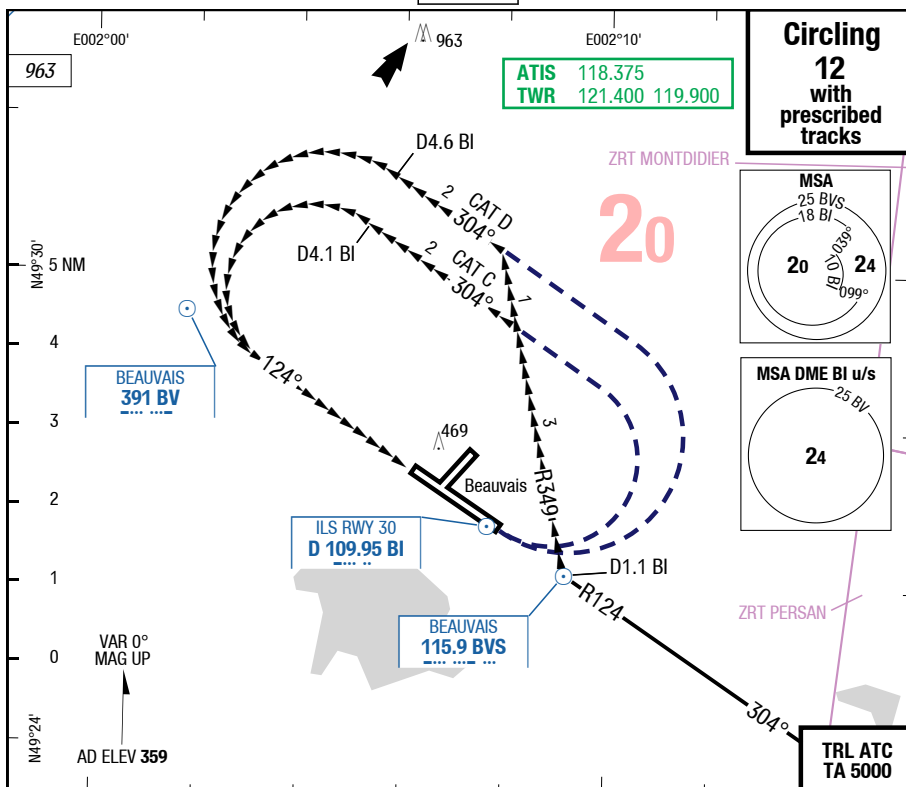 E002°00'
963
E002°10'
963
ATIS 118.375
TWR 121.400 119.900
Circling
12
with
prescribed
tracks
ZRT MONTDIDIER
D4.6 BI
2 CAT D
304°
20
MSA
25 BVS
18 BI
039°
20
10 BI
24
099°
D4.1 BI
2 CAT C
304°
1
N49°30'
5 NM
4
BEAUVAIS
391 BV
124°
3
3
MSA DME BI u/s
25 BV
24
469
Beauvais
R349
2
ILS RWY 30
D 109.95 BI
1
D1.1 BI
R124
BEAUVAIS
115.9 BVS
ZRT PERSAN
VAR 0°
MAG UP
0
304°
N49°24'
AD ELEV 359
TRL ATC
TA 5000